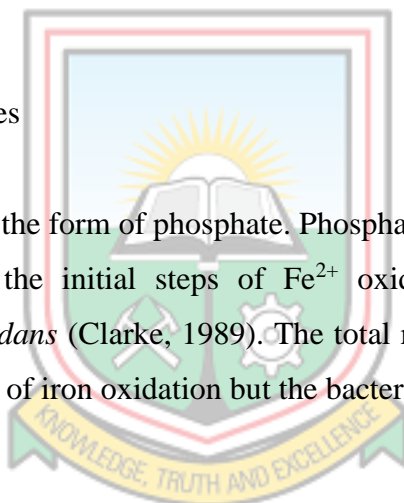 es
the form of phosphate. Phospha
the initial steps of Fe²⁺ oxid
dans (Clarke, 1989). The total r
of iron oxidation but the bacter
KNOWLEDGE, TRUTH AND EXCELLENCE